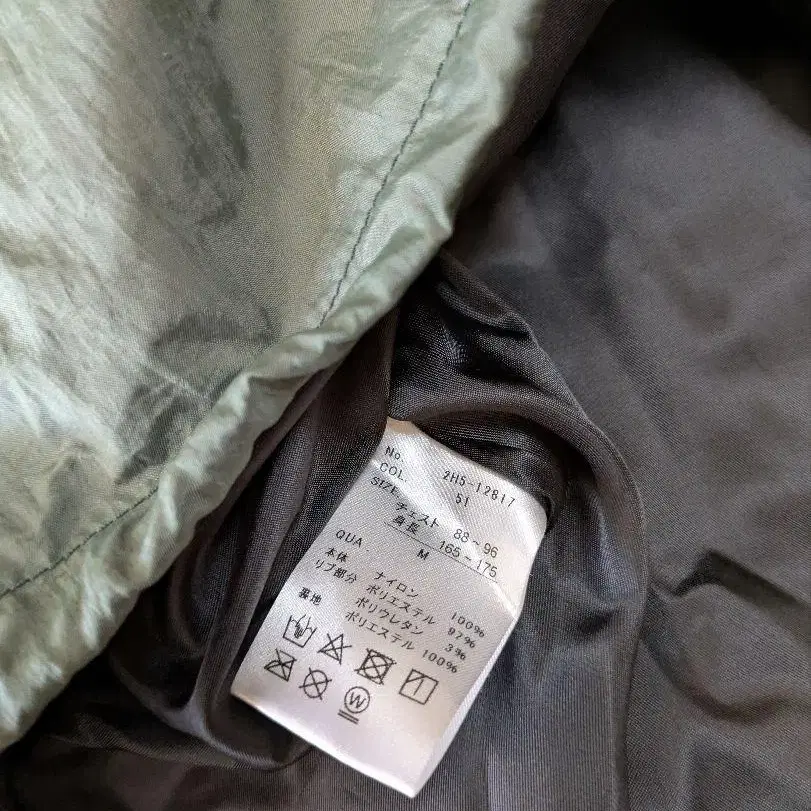 No. 2H5-12817
COL. 51
SIZE
チェスト 88~96
身長 165~175
M
QUA
本体 ナイロン 100%
リブ部分 ポリエステル 97%
ポリウレタン 3%
裏地 ポリエステル 100%
W